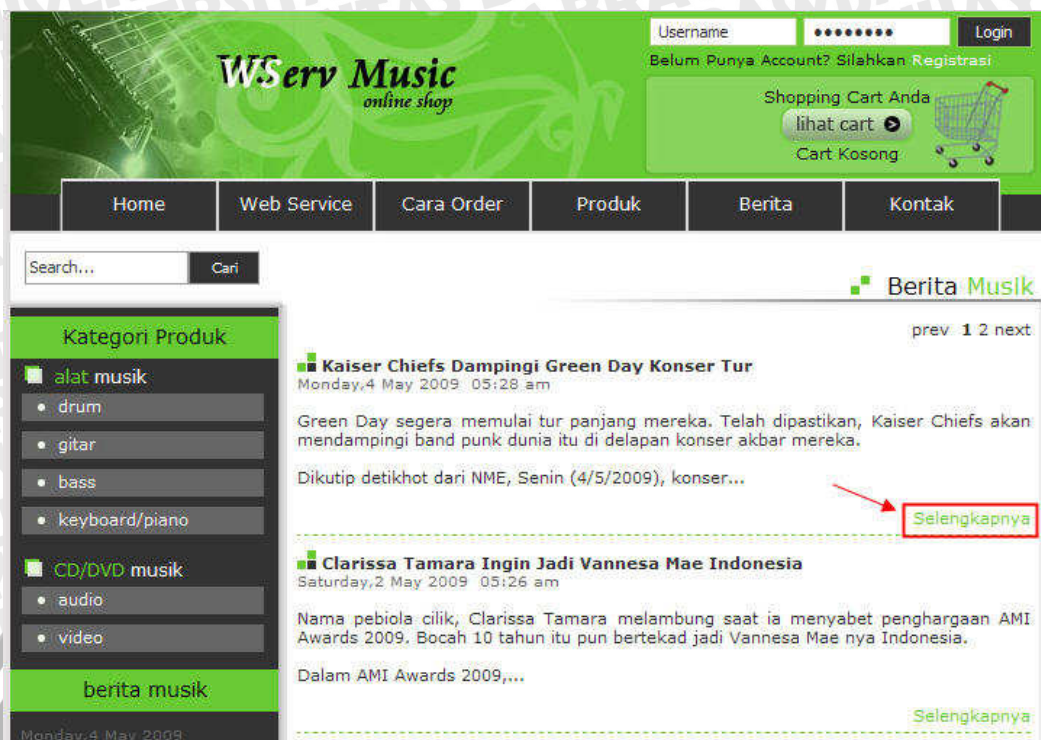 Username
••••••••
Login
Belum Punya Account? Silahkan Registrasi
WServ Music
online shop
Shopping Cart Anda
lihat cart
Cart Kosong
Home
Web Service
Cara Order
Produk
Berita
Kontak
Search...
Cari
Berita Musik
Kategori Produk
alat musik
• drum
• gitar
• bass
• keyboard/piano
CD/DVD musik
• audio
• video
berita musik
Monday,4 May 2009
prev 1 2 next
Kaiser Chiefs Dampingi Green Day Konser Tur
Monday,4 May 2009 05:28 am
Green Day segera memulai tur panjang mereka. Telah dipastikan, Kaiser Chiefs akan
mendampingi band punk dunia itu di delapan konser akbar mereka.
Dikutip detikhot dari NME, Senin (4/5/2009), konser...
Selengkapnya
Clarissa Tamara Ingin Jadi Vannesa Mae Indonesia
Saturday,2 May 2009 05:26 am
Nama pebiola cilik, Clarissa Tamara melambung saat ia menyabet penghargaan AMI
Awards 2009. Bocah 10 tahun itu pun bertekad jadi Vannesa Mae nya Indonesia.
Dalam AMI Awards 2009,...
Selengkapnya